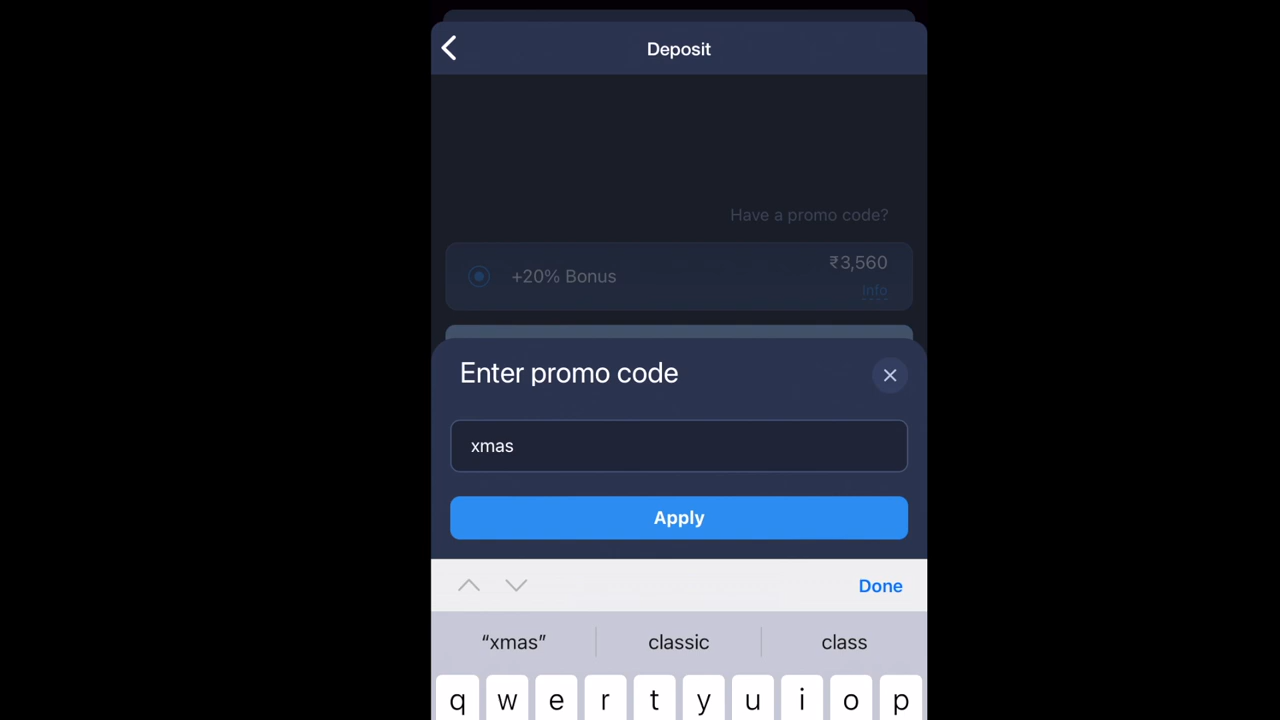 Deposit
Have a promo code?
+20% Bonus
₹3,560
Info
Enter promo code
xmas
Apply
Done
“xmas” classic class
q w e r t y u i o p